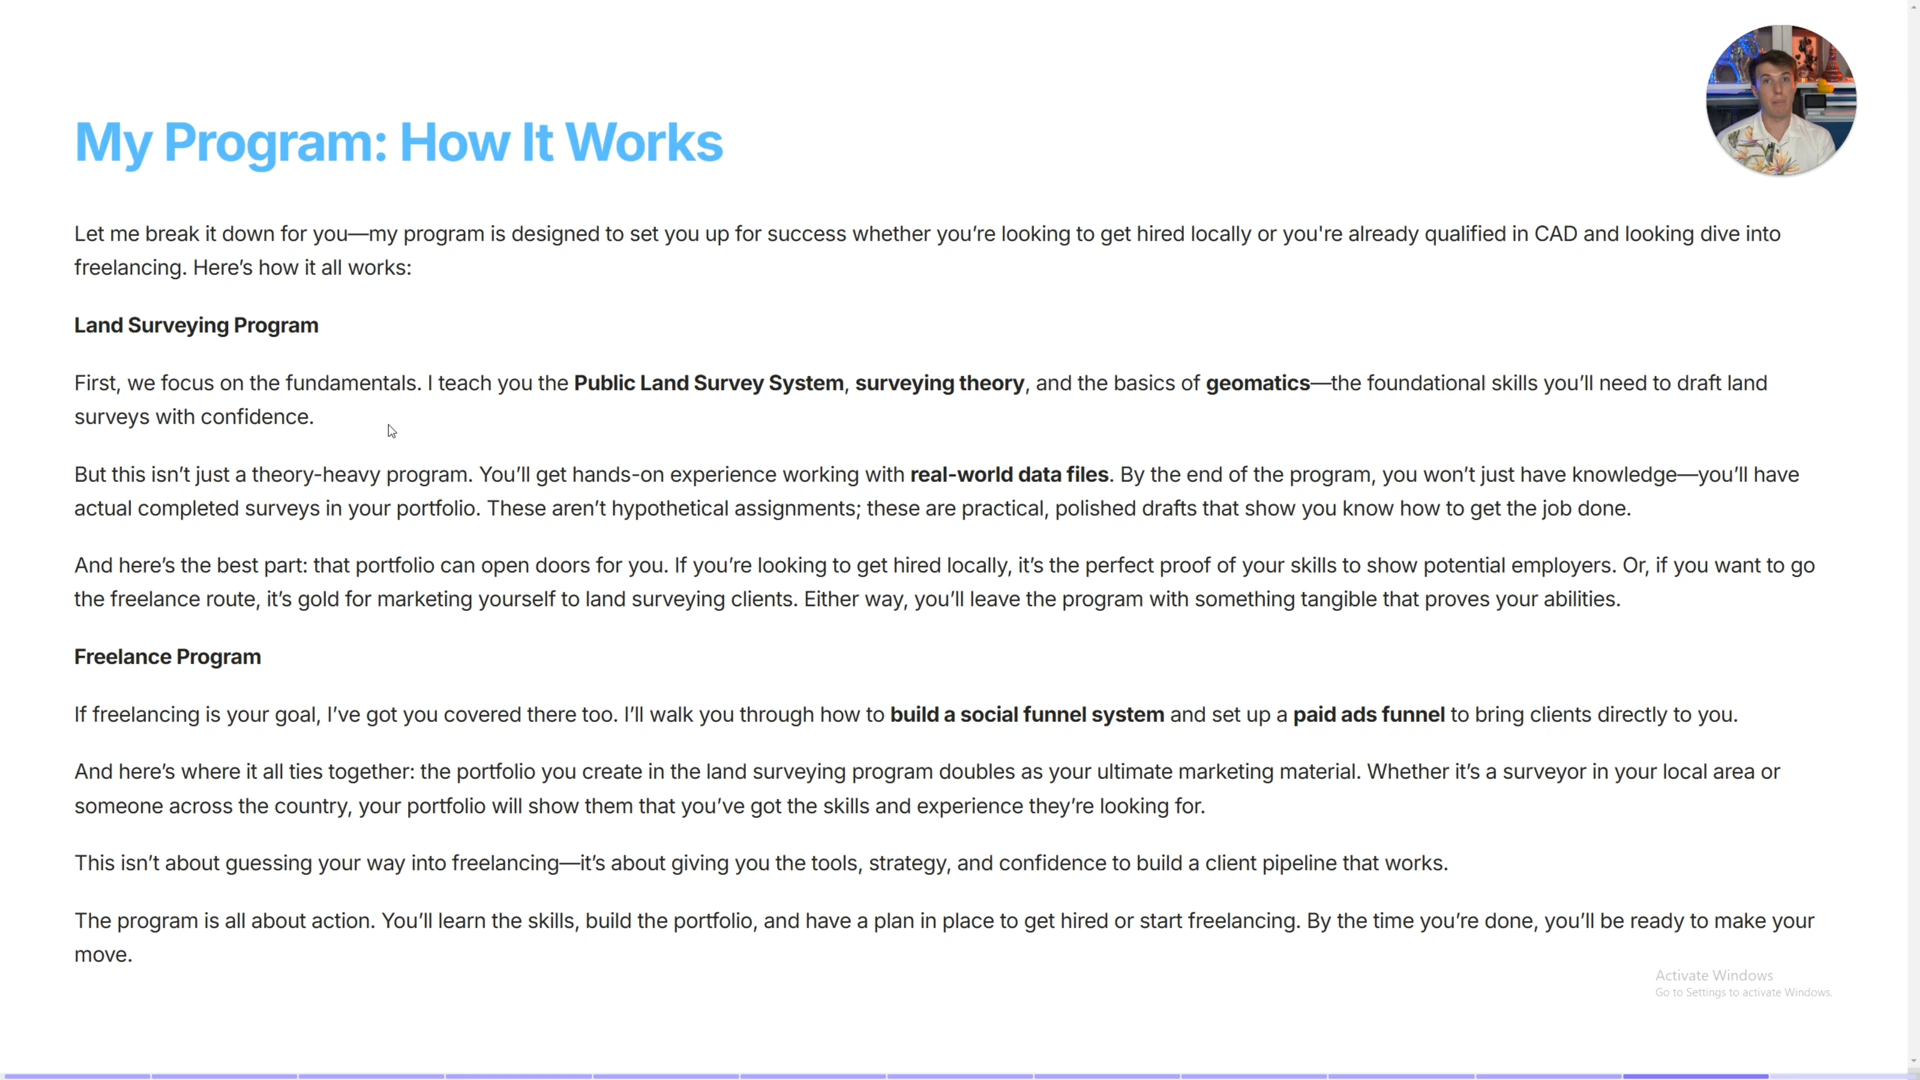 My Program: How It Works
Let me break it down for you—my program is designed to set you up for success whether you’re looking to get hired locally or you're already qualified in CAD and looking dive into
freelancing. Here’s how it all works:
Land Surveying Program
First, we focus on the fundamentals. I teach you the Public Land Survey System, surveying theory, and the basics of geomatics—the foundational skills you’ll need to draft land
surveys with confidence.
But this isn’t just a theory-heavy program. You’ll get hands-on experience working with real-world data files. By the end of the program, you won’t just have knowledge—you’ll have
actual completed surveys in your portfolio. These aren’t hypothetical assignments; these are practical, polished drafts that show you know how to get the job done.
And here’s the best part: that portfolio can open doors for you. If you’re looking to get hired locally, it’s the perfect proof of your skills to show potential employers. Or, if you want to go
the freelance route, it’s gold for marketing yourself to land surveying clients. Either way, you’ll leave the program with something tangible that proves your abilities.
Freelance Program
If freelancing is your goal, I’ve got you covered there too. I’ll walk you through how to build a social funnel system and set up a paid ads funnel to bring clients directly to you.
And here’s where it all ties together: the portfolio you create in the land surveying program doubles as your ultimate marketing material. Whether it’s a surveyor in your local area or
someone across the country, your portfolio will show them that you’ve got the skills and experience they’re looking for.
This isn’t about guessing your way into freelancing—it’s about giving you the tools, strategy, and confidence to build a client pipeline that works.
The program is all about action. You’ll learn the skills, build the portfolio, and have a plan in place to get hired or start freelancing. By the time you’re done, you’ll be ready to make your
move.
Activate Windows
Go to Settings to activate Windows.